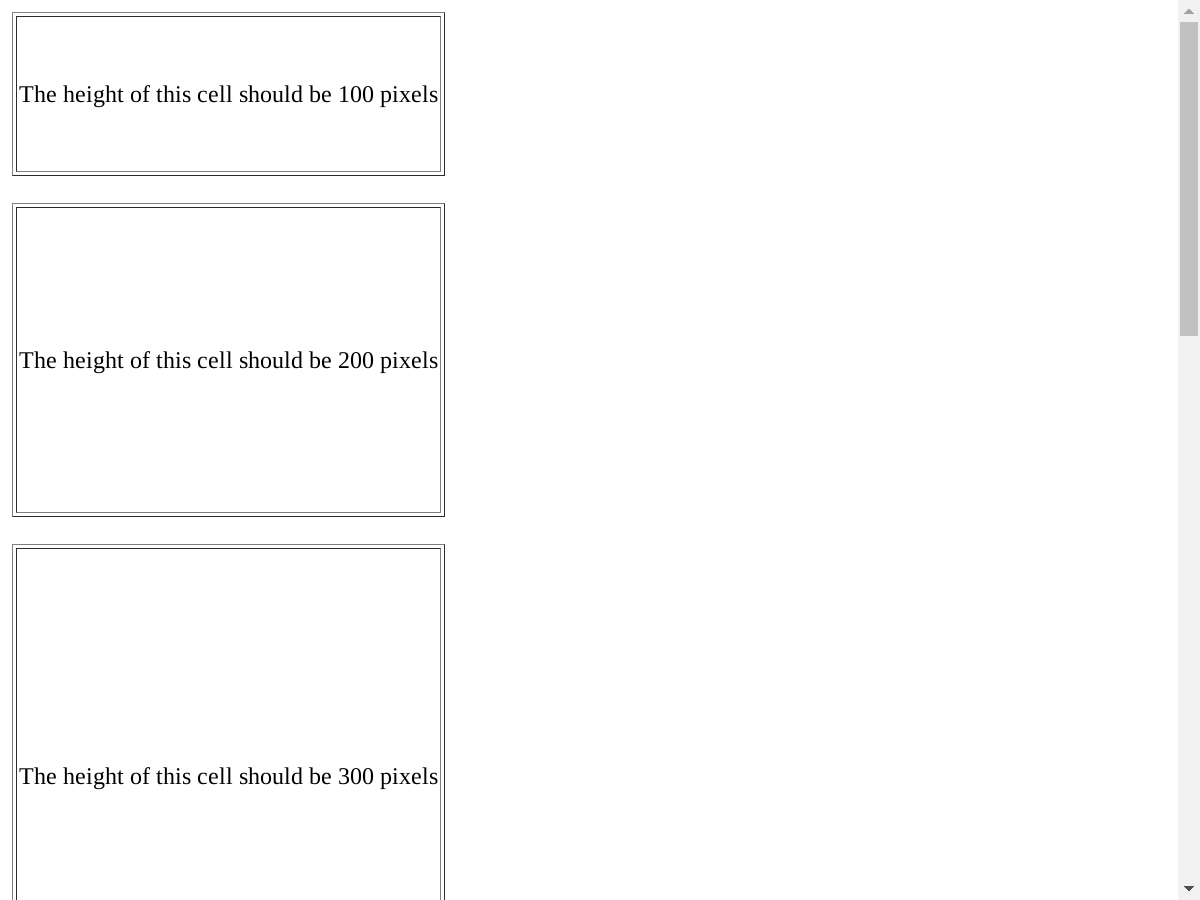 The height of this cell should be 100 pixels
The height of this cell should be 200 pixels
The height of this cell should be 300 pixels